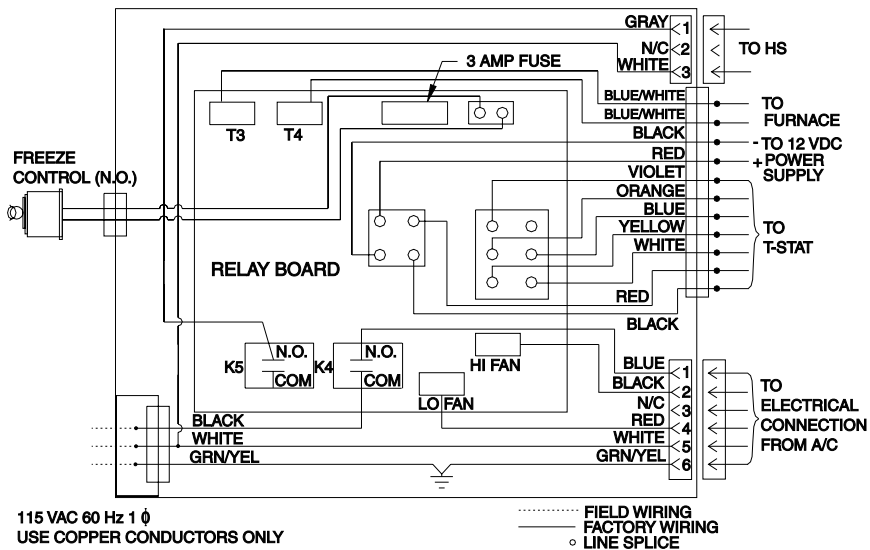 GRAY 1
N/C 2 TO HS
WHITE 3
3 AMP FUSE
BLUE/WHITE TO
BLUE/WHITE FURNACE
T3 T4
BLACK - TO 12 VDC
RED + POWER
SUPPLY
FREEZE
CONTROL (N.O.)
VIOLET
ORANGE
BLUE
YELLOW TO
WHITE T-STAT
RELAY BOARD
RED
BLACK
K5 N.O. COM
K4 N.O. COM
HI FAN
LO FAN
BLUE 1 TO
BLACK 2 ELECTRICAL
N/C 3 CONNECTION
RED 4 FROM A/C
WHITE 5
GRN/YEL 6
BLACK
WHITE
GRN/YEL
115 VAC 60 Hz 1 ϕ
USE COPPER CONDUCTORS ONLY
FIELD WIRING
FACTORY WIRING
LINE SPLICE